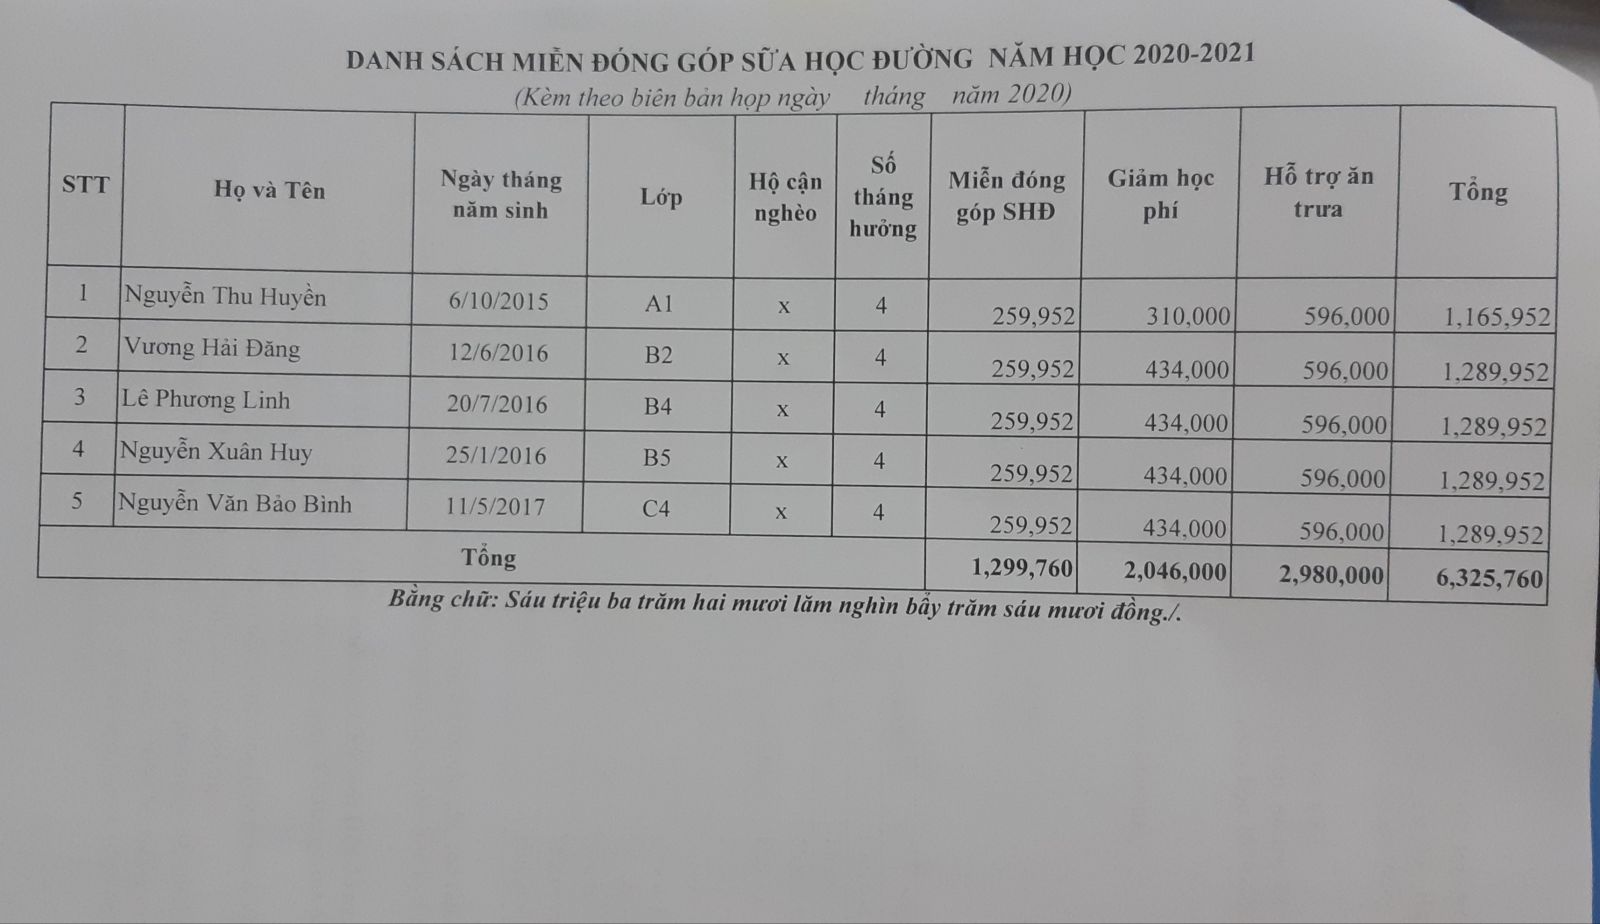 DANH SÁCH MIỄN ĐÓNG GÓP SỮA HỌC ĐƯỜNG NĂM HỌC 2020-2021
(Kèm theo biên bản họp ngày tháng năm 2020)
STT Họ và Tên Ngày tháng năm sinh Lớp Hộ cận nghèo Số tháng hưởng Miễn đóng góp SHĐ Giảm học phí Hỗ trợ ăn trưa Tổng
1 Nguyễn Thu Huyền 6/10/2015 A1 x 4 259,952 310,000 596,000 1,165,952
2 Vương Hải Đăng 12/6/2016 B2 x 4 259,952 434,000 596,000 1,289,952
3 Lê Phương Linh 20/7/2016 B4 x 4 259,952 434,000 596,000 1,289,952
4 Nguyễn Xuân Huy 25/1/2016 B5 x 4 259,952 434,000 596,000 1,289,952
5 Nguyễn Văn Bảo Bình 11/5/2017 C4 x 4 259,952 434,000 596,000 1,289,952
Tổng 1,299,760 2,046,000 2,980,000 6,325,760
Bằng chữ: Sáu triệu ba trăm hai mươi lăm nghìn bẩy trăm sáu mươi đồng./.